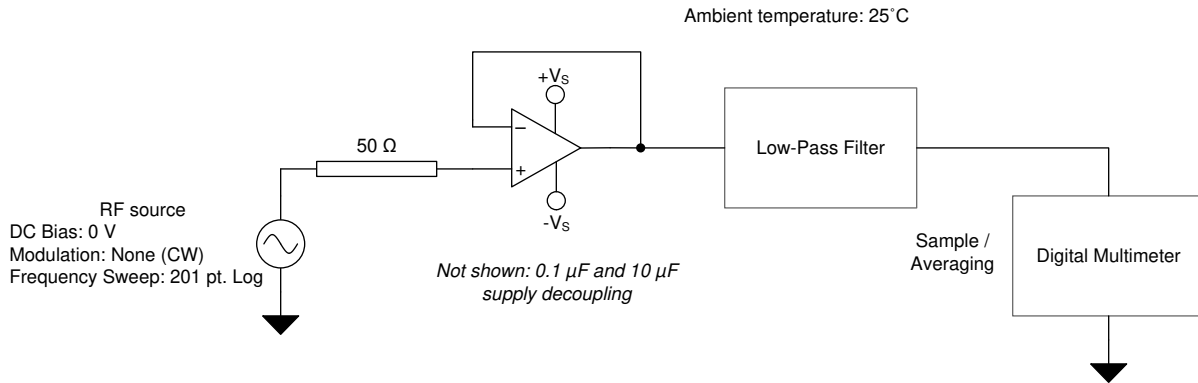 Ambient temperature: 25˚C
+VS
50 Ω
−
+
Low-Pass Filter
-VS
RF source
DC Bias: 0 V
Modulation: None (CW)
Frequency Sweep: 201 pt. Log
Not shown: 0.1 µF and 10 µF
supply decoupling
Sample /
Averaging
Digital Multimeter